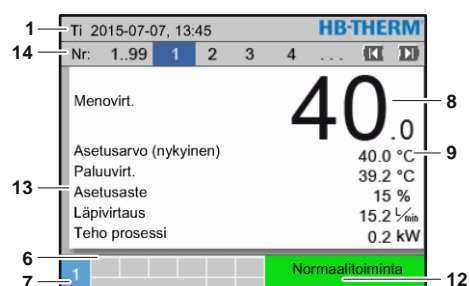 1 Ti 2015-07-07, 13:45 HB-THERM
14 Nr: 1..99 1 2 3 4 ...
Menovirt. 40.0 8
Asetusarvo (nykyinen) 40.0 °C 9
Paluuvirt. 39.2 °C
13 Asetusaste 15 %
Läpivirtaus 15.2 L/min
Teho prosessi 0.2 kW
6
7 1 Normaalitoiminta 12